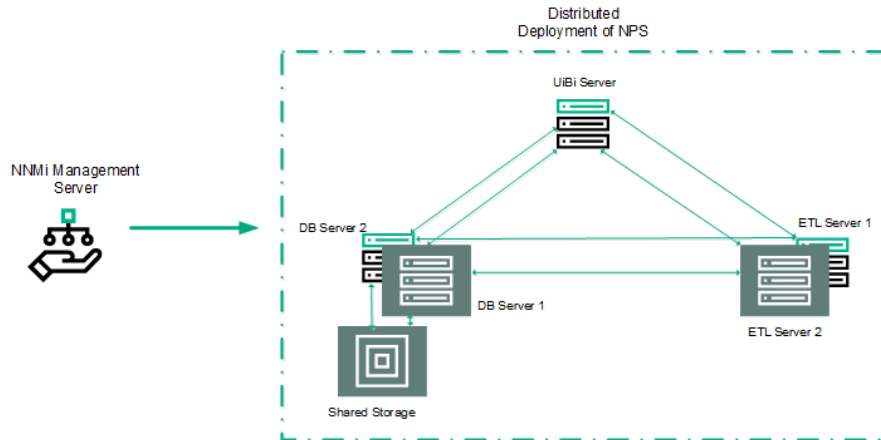 Distributed
Deployment of NPS
UiBi Server
NNMi Management
Server
DB Server 2
ETL Server 1
DB Server 1
ETL Server 2
Shared Storage